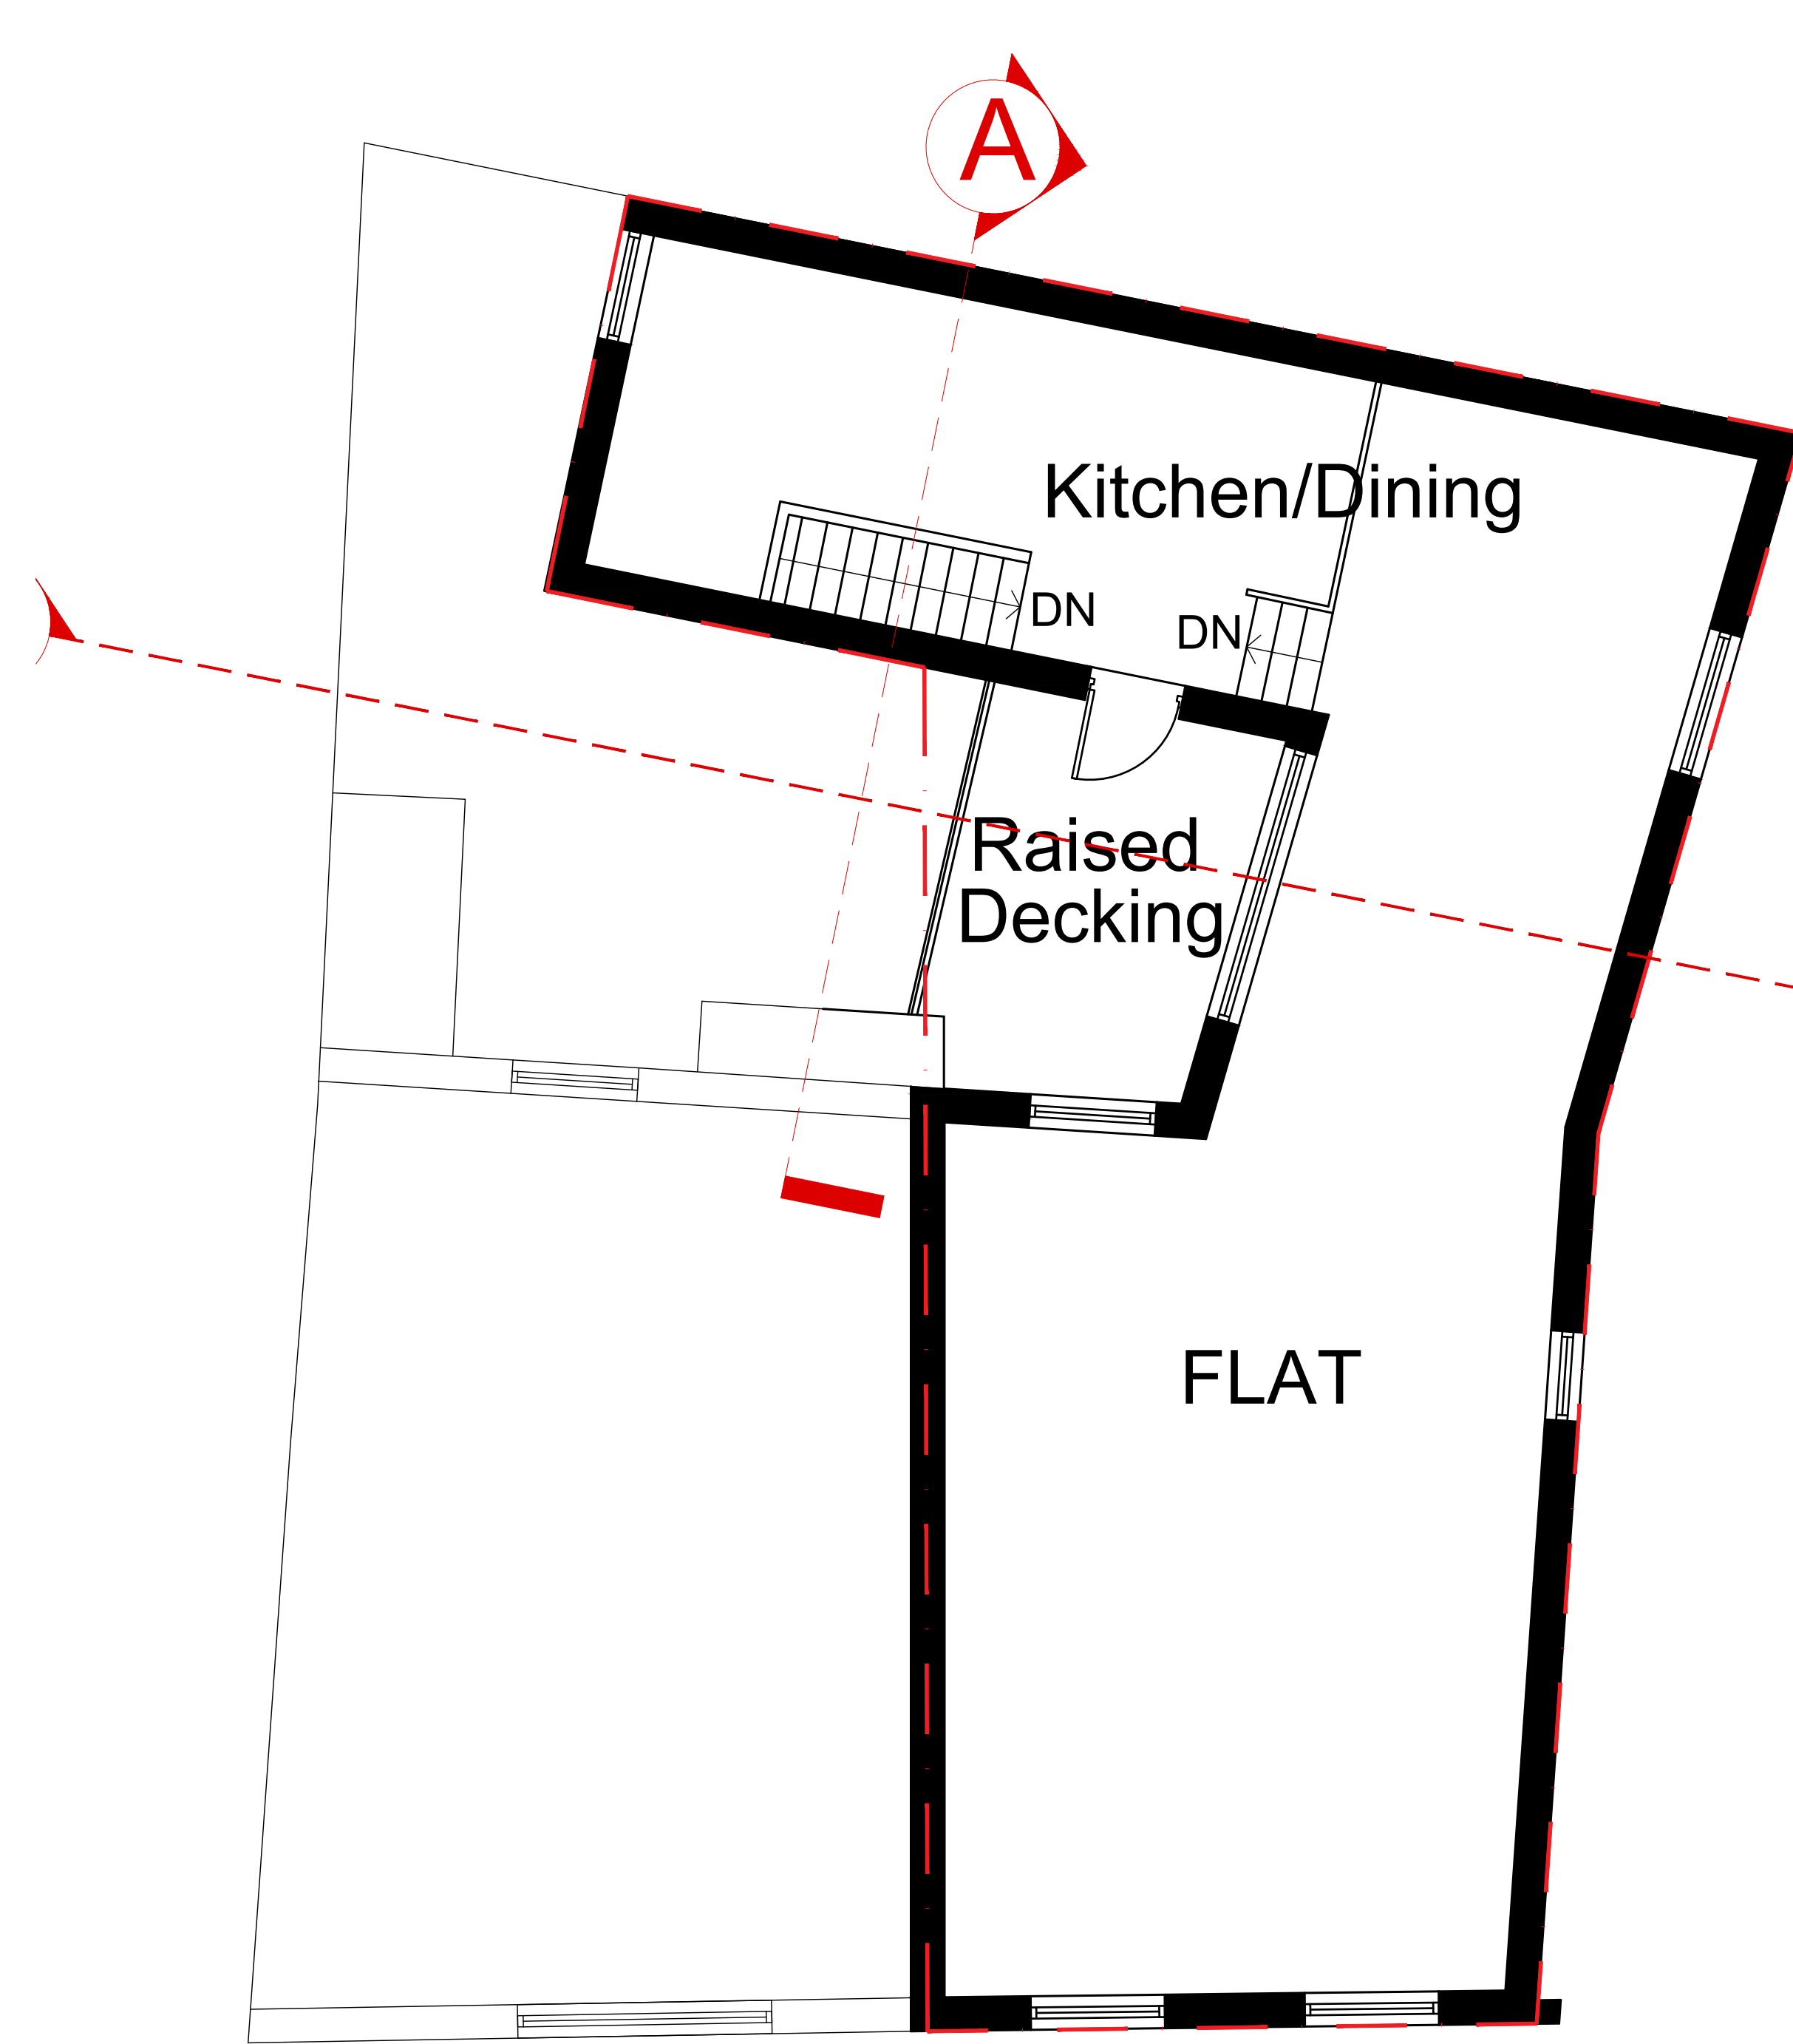 A
Kitchen/Dining
DN
DN
Raised
Decking
FLAT